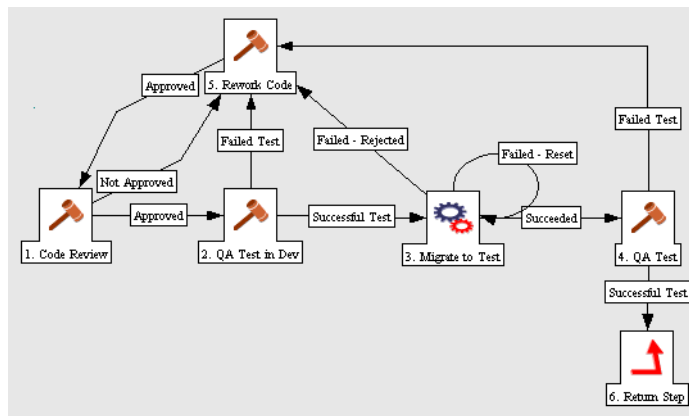 Approved
5. Rework Code
Failed Test
Failed - Rejected
Failed - Reset
Failed Test
Not Approved
Approved
Successful Test
Succeeded
1. Code Review
2. QA Test in Dev
3. Migrate to Test
4. QA Test
Successful Test
6. Return Step